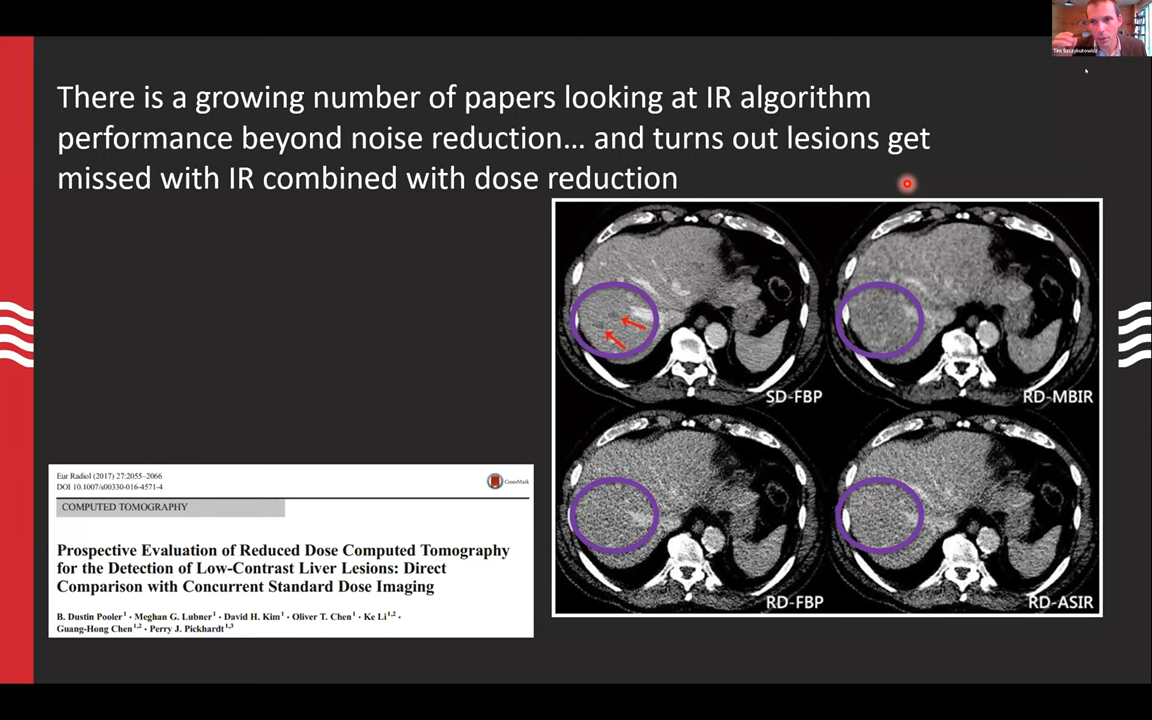 Tim Szczykutowicz
There is a growing number of papers looking at IR algorithm
performance beyond noise reduction… and turns out lesions get
missed with IR combined with dose reduction
SD-FBP
RD-MBIR
RD-FBP
RD-ASIR
Eur Radiol (2017) 27:2055–2066
DOI 10.1007/s00330-016-4571-4
CrossMark
COMPUTED TOMOGRAPHY
Prospective Evaluation of Reduced Dose Computed Tomography
for the Detection of Low-Contrast Liver Lesions: Direct
Comparison with Concurrent Standard Dose Imaging
B. Dustin Pooler1 · Meghan G. Lubner1 · David H. Kim1 · Oliver T. Chen1 · Ke Li1,2 ·
Guang-Hong Chen1,2 · Perry J. Pickhardt1,3